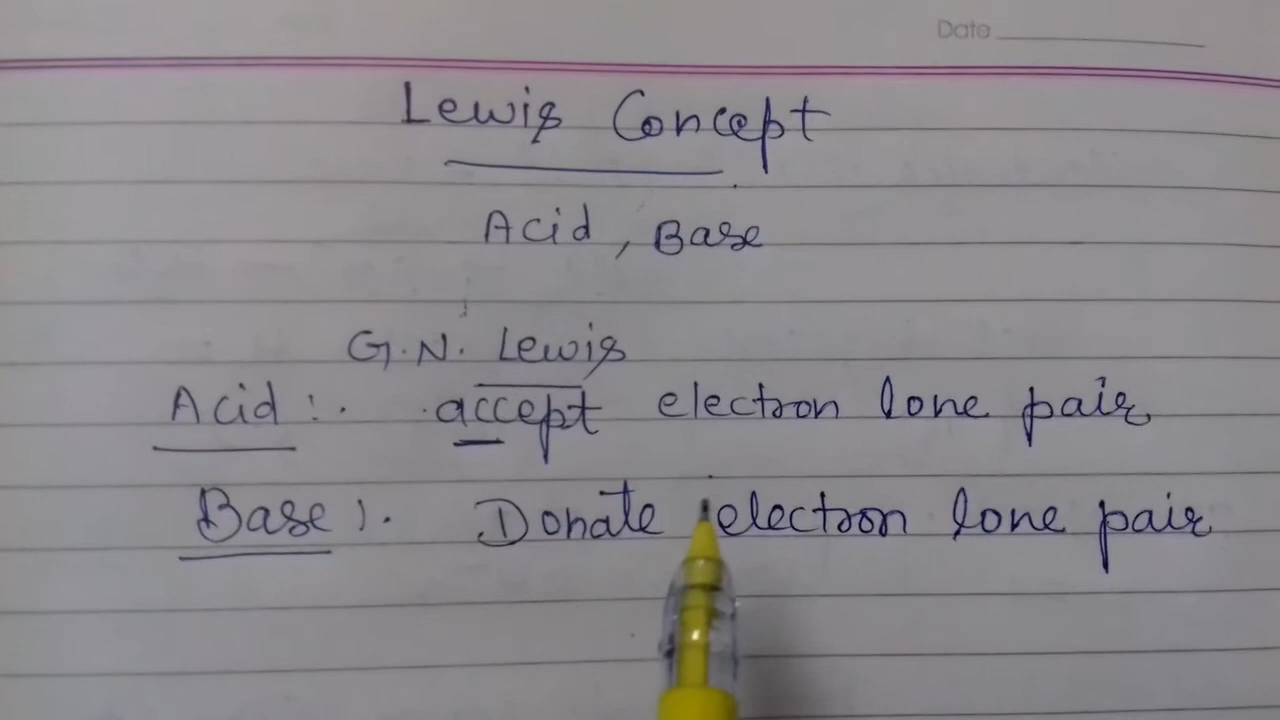 Date
Lewis Concept
Acid, Base
G.N. Lewis
Acid :. accept electron lone pair
Base :. Donate electron lone pair